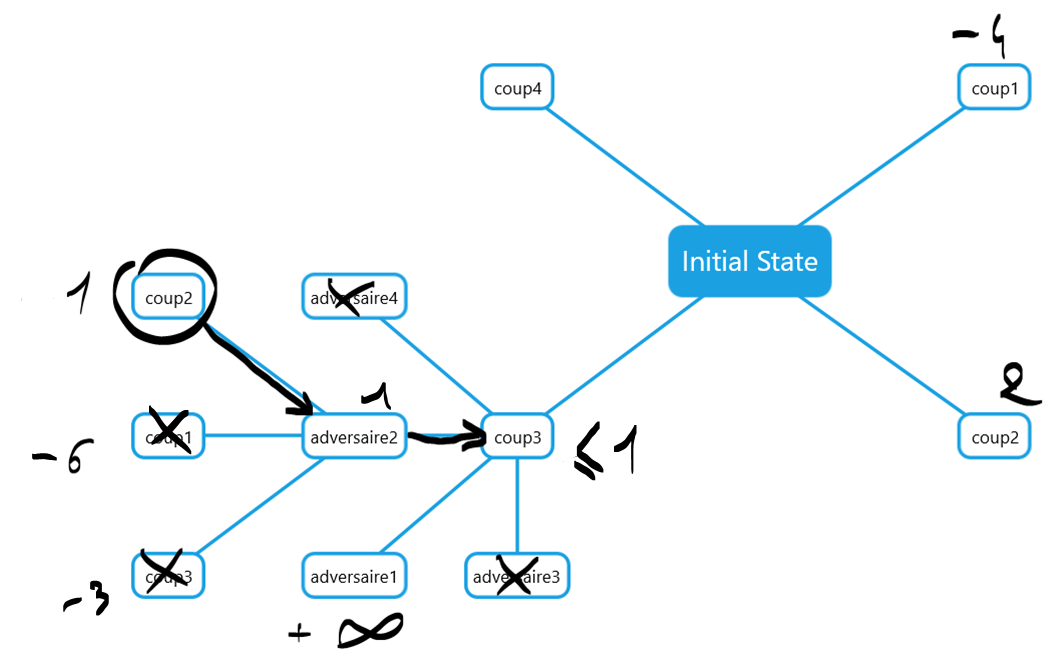 -4
coup4
coup1
Initial State
1
coup2
adversaire4
2
coup1
adversaire2
1
coup3
≤1
coup2
-6
coup3
adversaire1
adversaire3
-3
+ ∞